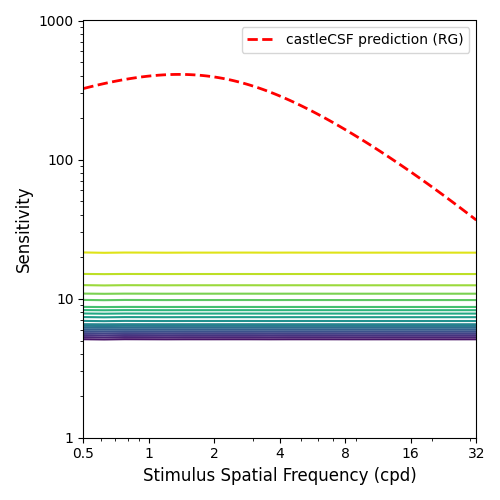 castleCSF prediction (RG)
1000
100
10
1
Sensitivity
0.5 1 2 4 8 16 32
Stimulus Spatial Frequency (cpd)